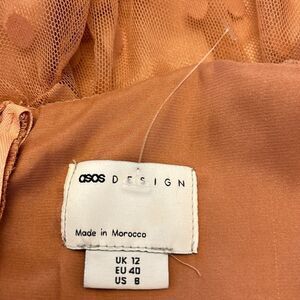 asos DESIGN
Made in Morocco
UK 12
EU 40
US 8